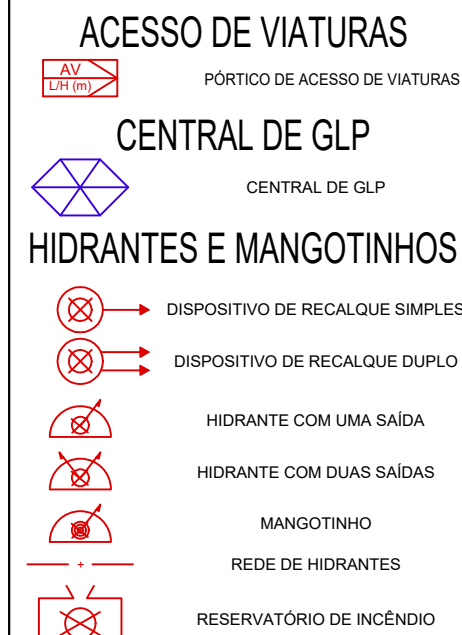 ACESSO DE VIATURAS
AV
L/H (m)
PÓRTICO DE ACESSO DE VIATURAS
CENTRAL DE GLP
CENTRAL DE GLP
HIDRANTES E MANGOTINHOS
DISPOSITIVO DE RECALQUE SIMPLES
DISPOSITIVO DE RECALQUE DUPLO
HIDRANTE COM UMA SAÍDA
HIDRANTE COM DUAS SAÍDAS
MANGOTINHO
REDE DE HIDRANTES
RESERVATÓRIO DE INCÊNDIO